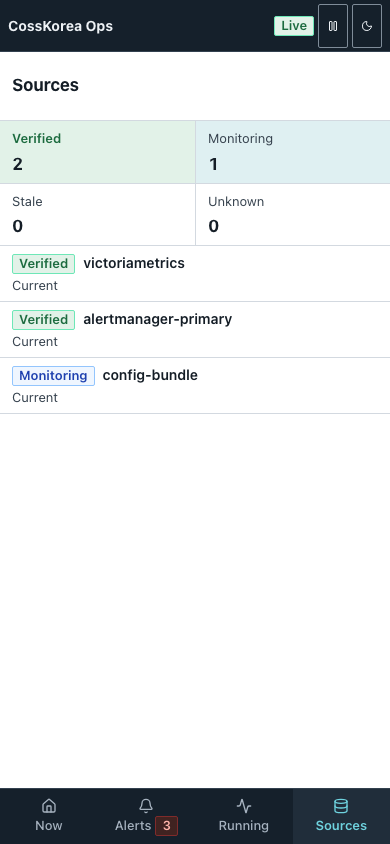 CossKorea Ops
Live
Sources
Verified
2
Monitoring
1
Stale
0
Unknown
0
Verified victoriametrics
Current
Verified alertmanager-primary
Current
Monitoring config-bundle
Current
Now
Alerts 3
Running
Sources